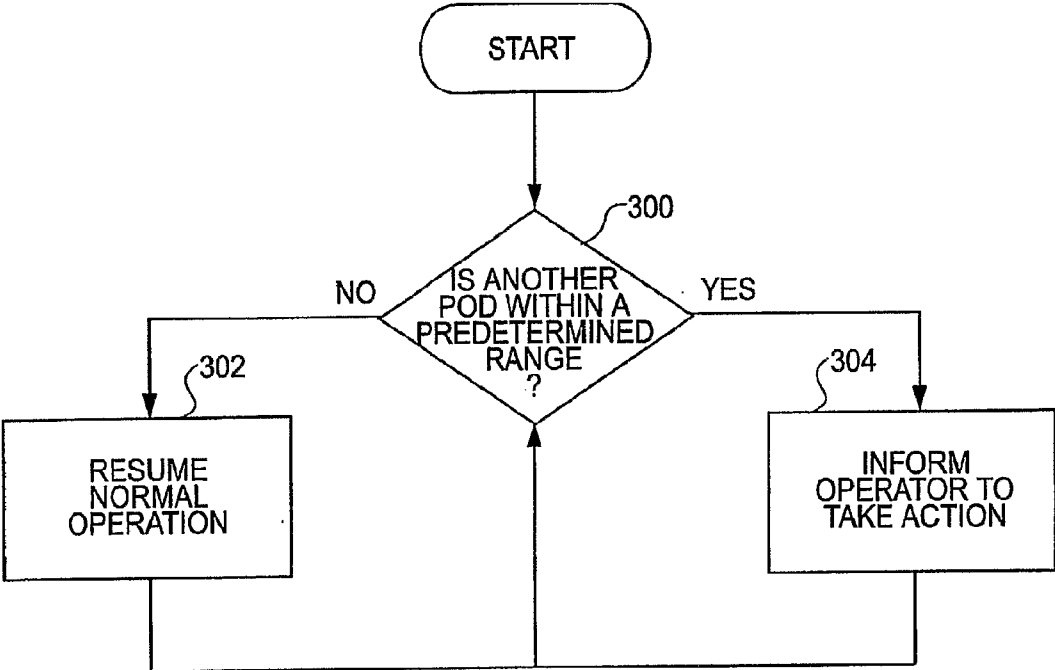 START
300
IS ANOTHER
POD WITHIN A
PREDETERMINED
RANGE
?
NO
YES
302
304
RESUME
NORMAL
OPERATION
INFORM
OPERATOR TO
TAKE ACTION